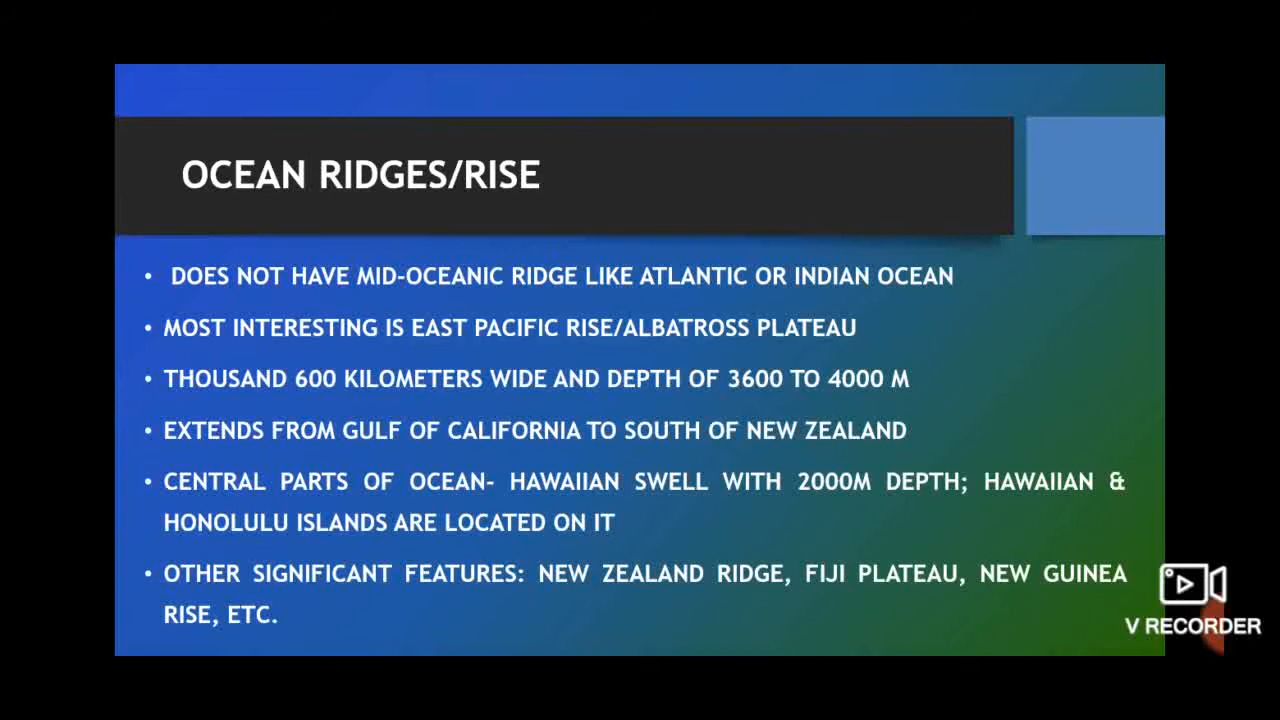 OCEAN RIDGES/RISE
• DOES NOT HAVE MID-OCEANIC RIDGE LIKE ATLANTIC OR INDIAN OCEAN
• MOST INTERESTING IS EAST PACIFIC RISE/ALBATROSS PLATEAU
• THOUSAND 600 KILOMETERS WIDE AND DEPTH OF 3600 TO 4000 M
• EXTENDS FROM GULF OF CALIFORNIA TO SOUTH OF NEW ZEALAND
• CENTRAL PARTS OF OCEAN- HAWAIIAN SWELL WITH 2000M DEPTH; HAWAIIAN &
HONOLULU ISLANDS ARE LOCATED ON IT
• OTHER SIGNIFICANT FEATURES: NEW ZEALAND RIDGE, FIJI PLATEAU, NEW GUINEA
RISE, ETC.
V RECORDER